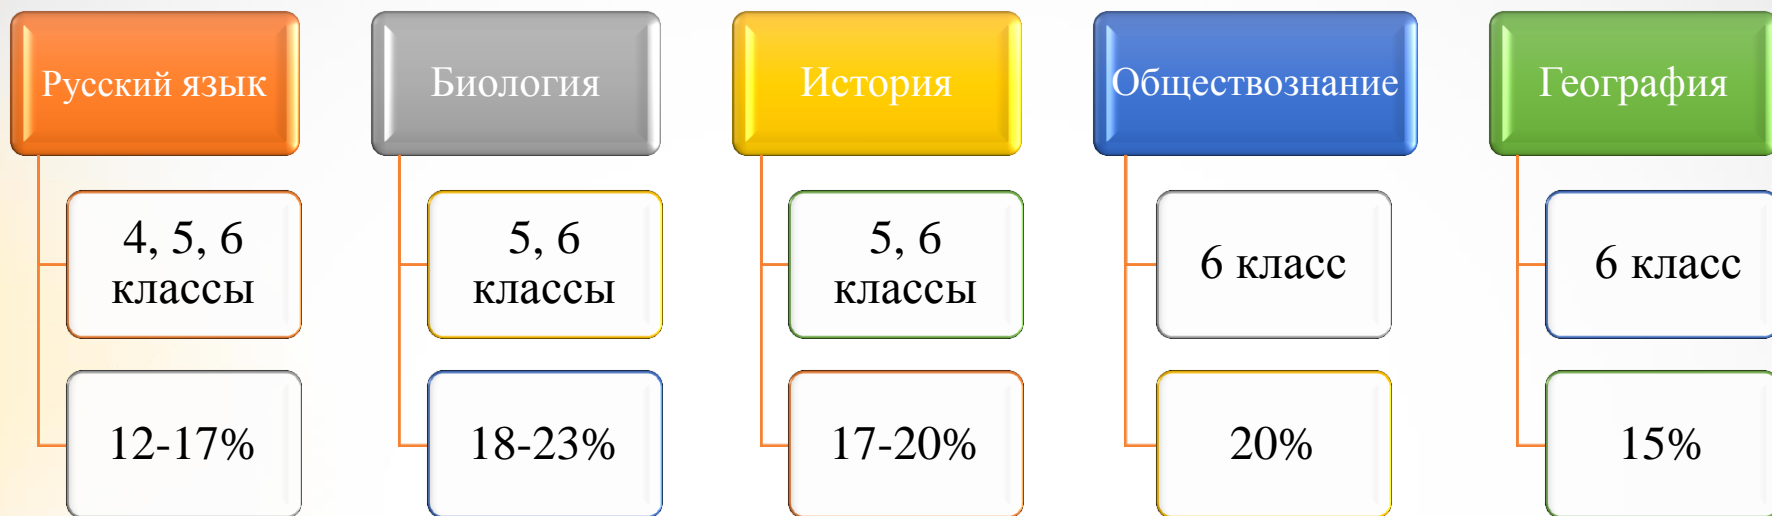 Русский язык
4, 5, 6
классы
12-17%
Биология
5, 6
классы
18-23%
История
5, 6
классы
17-20%
Обществознание
6 класс
20%
География
6 класс
15%